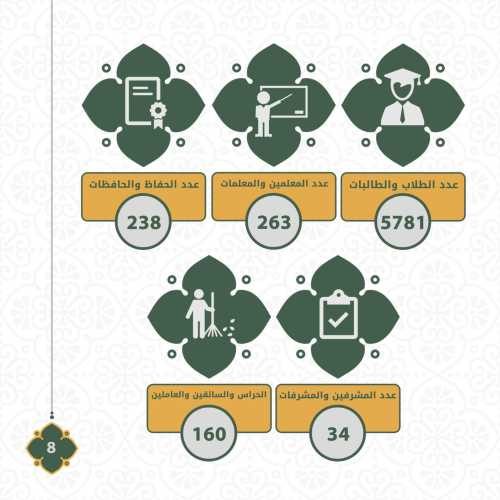 عدد الطلاب والطالبات
5781
عدد المعلمين والمعلمات
263
عدد الحفاظ والحافظات
238
عدد المشرفين والمشرفات
34
الحراس والسائقين والعاملين
160
8